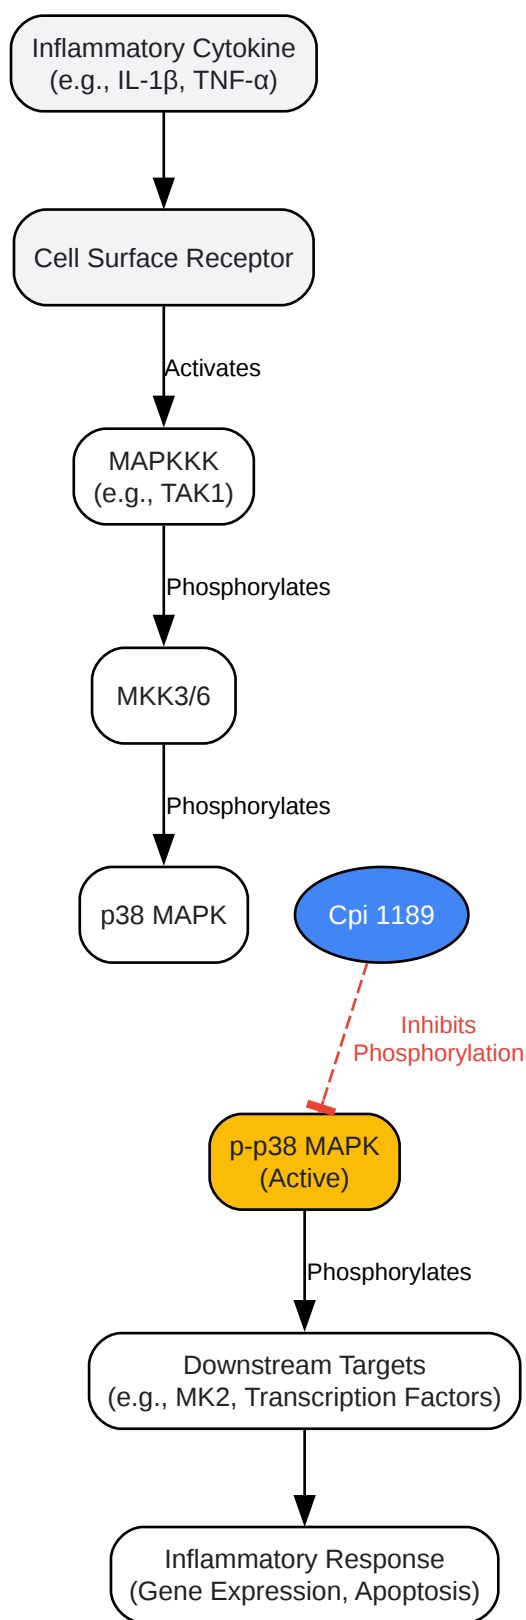 Inflammatory Cytokine
(e.g., IL-1β, TNF-α)
Cell Surface Receptor
Activates
MAPKKK
(e.g., TAK1)
Phosphorylates
MKK3/6
Phosphorylates
p38 MAPK
Cpi 1189
Inhibits
Phosphorylation
p-p38 MAPK
(Active)
Phosphorylates
Downstream Targets
(e.g., MK2, Transcription Factors)
Inflammatory Response
(Gene Expression, Apoptosis)